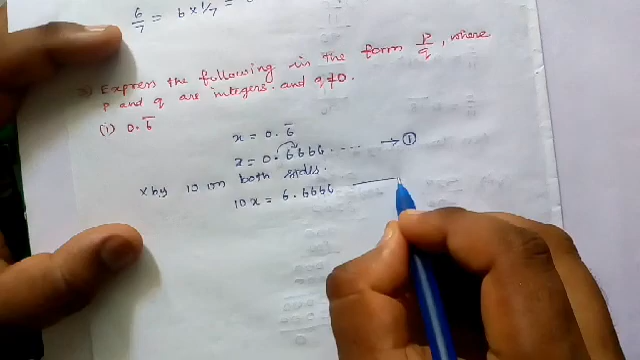 6/7 = 6 x 1/7 =
3) Express the following in the form p/q, where
p and q are integers. and q≠0.
(i) 0.6̅
x = 0.6̅
x = 0.6666.... → ①
x by 10 on both sides.
10x = 6.6666